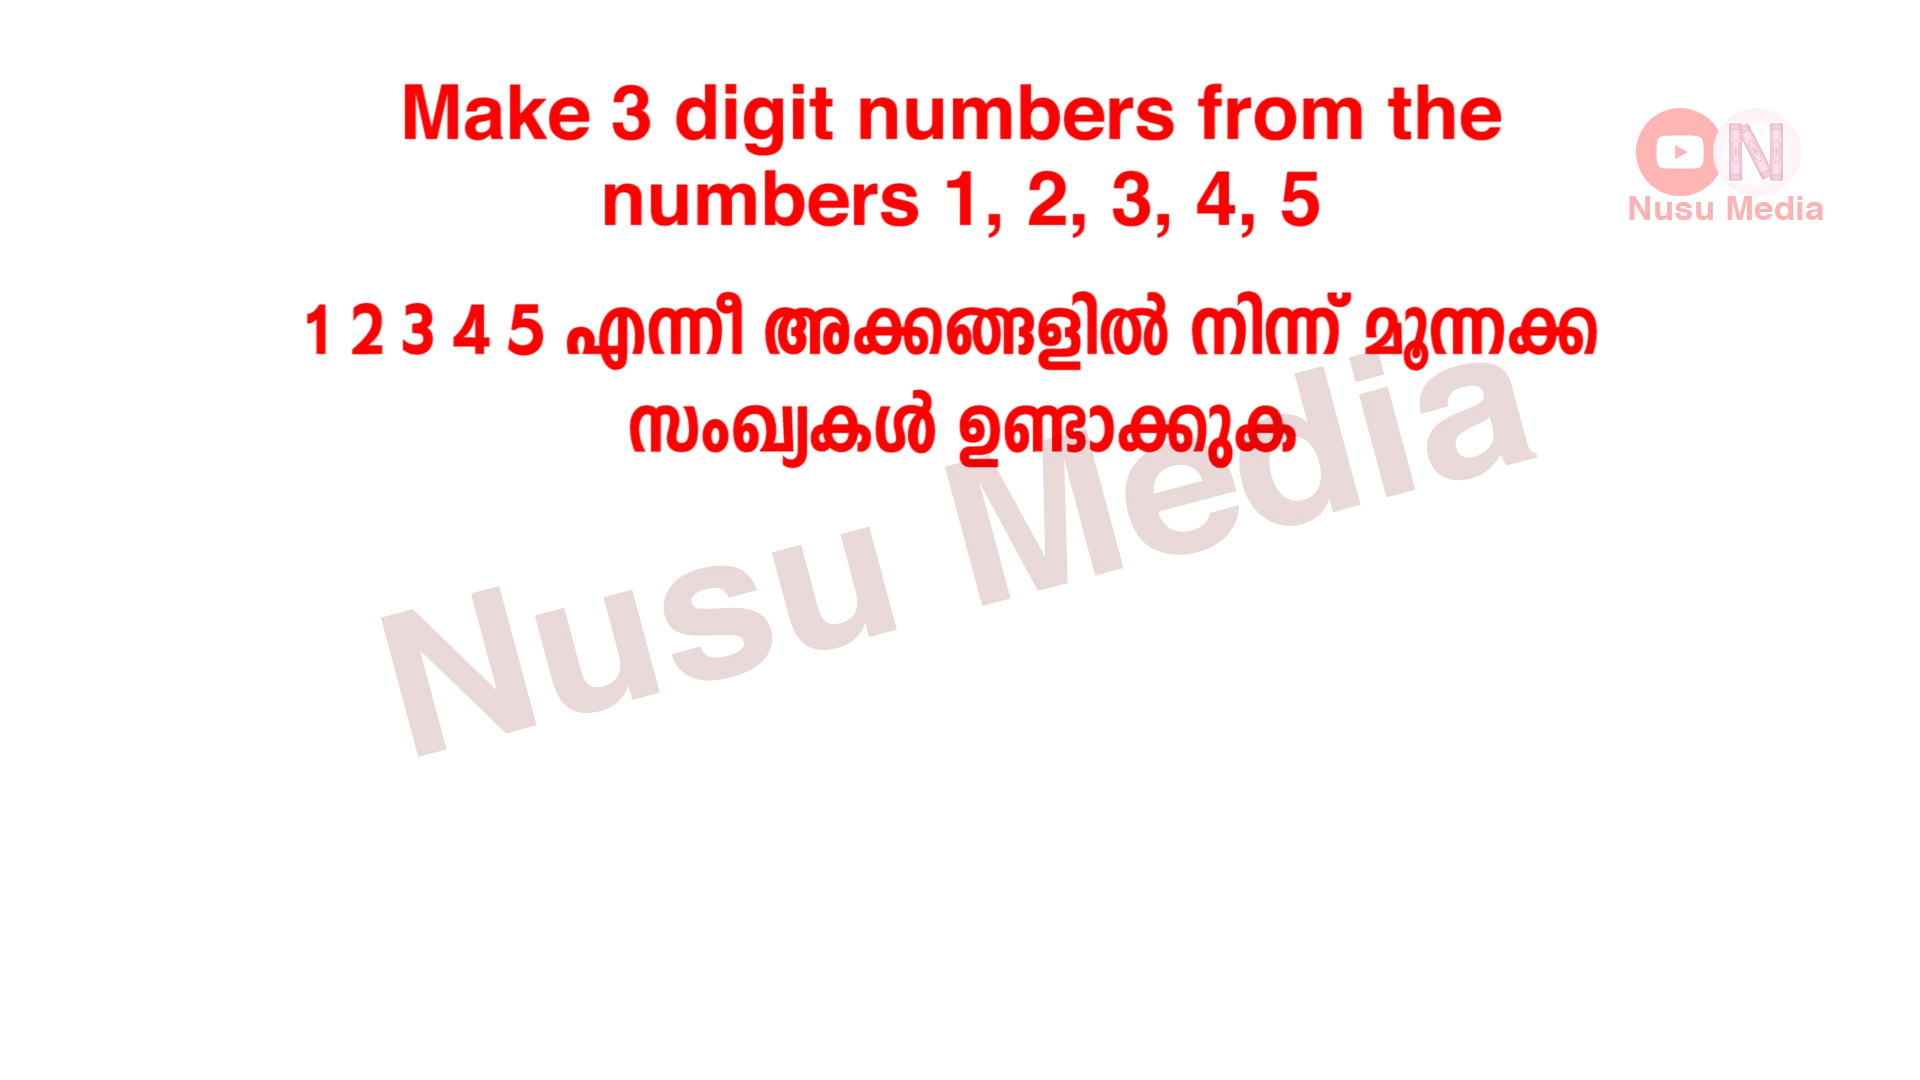 Make 3 digit numbers from the
numbers 1, 2, 3, 4, 5
Nusu Media
1 2 3 4 5 എന്നീ അക്കങ്ങളിൽ നിന്ന് മൂന്നക്ക
സംഖ്യകൾ ഉണ്ടാക്കുക
Nusu Media